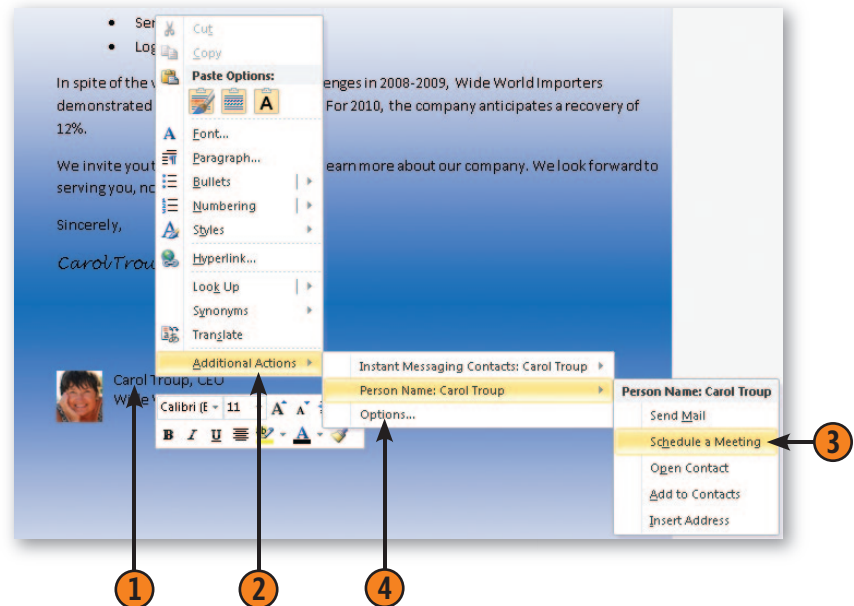 • Ser
• Log
In spite of the enges in 2008-2009, Wide World Importers
demonstrated For 2010, the company anticipates a recovery of
12%.
We invite you t earn more about our company. We look forward to
serving you, no
Sincerely,
Carol Trou
Carol Troup, CEO
Cut
Copy
Paste Options:
A
Font...
Paragraph...
Bullets
Numbering
Styles
Hyperlink...
Look Up
Synonyms
Translate
Additional Actions
Calibri (E 11 A A
B I U A
Instant Messaging Contacts: Carol Troup
Person Name: Carol Troup
Options...
Person Name: Carol Troup
Send Mail
Schedule a Meeting
Open Contact
Add to Contacts
Insert Address
3
1
2
4